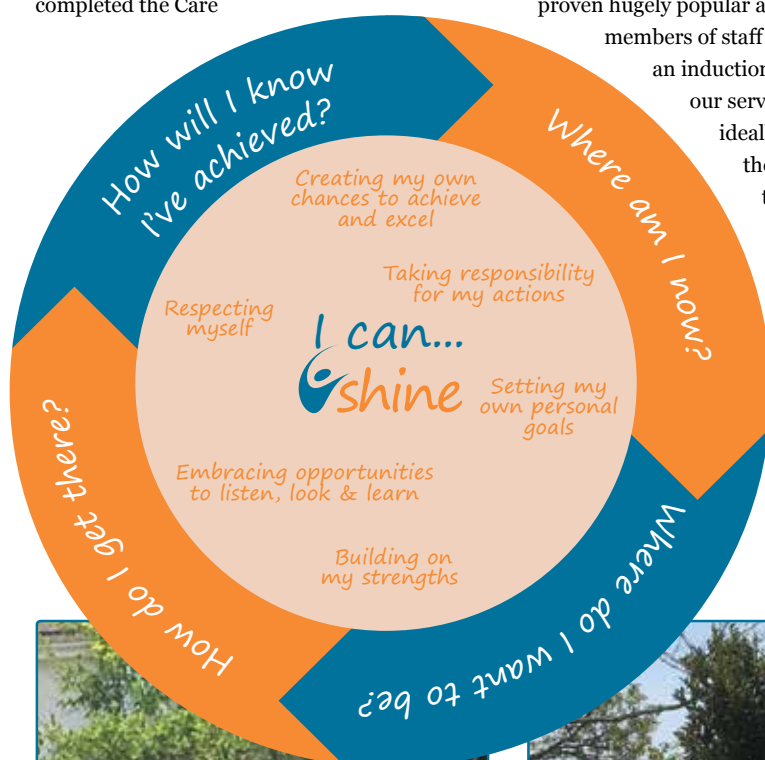 completed the Care
proven hugely popular a
members of staff
an induction
our serv
ideall
the
t
How will I know
I've achieved?
Where am I now?
Where do I want to be?
How do I get there?
Creating my own
chances to achieve
and excel
Taking responsibility
for my actions
Respecting
myself
I can...
shine
Setting my
own personal
goals
Embracing opportunities
to listen, look & learn
Building on
my strengths